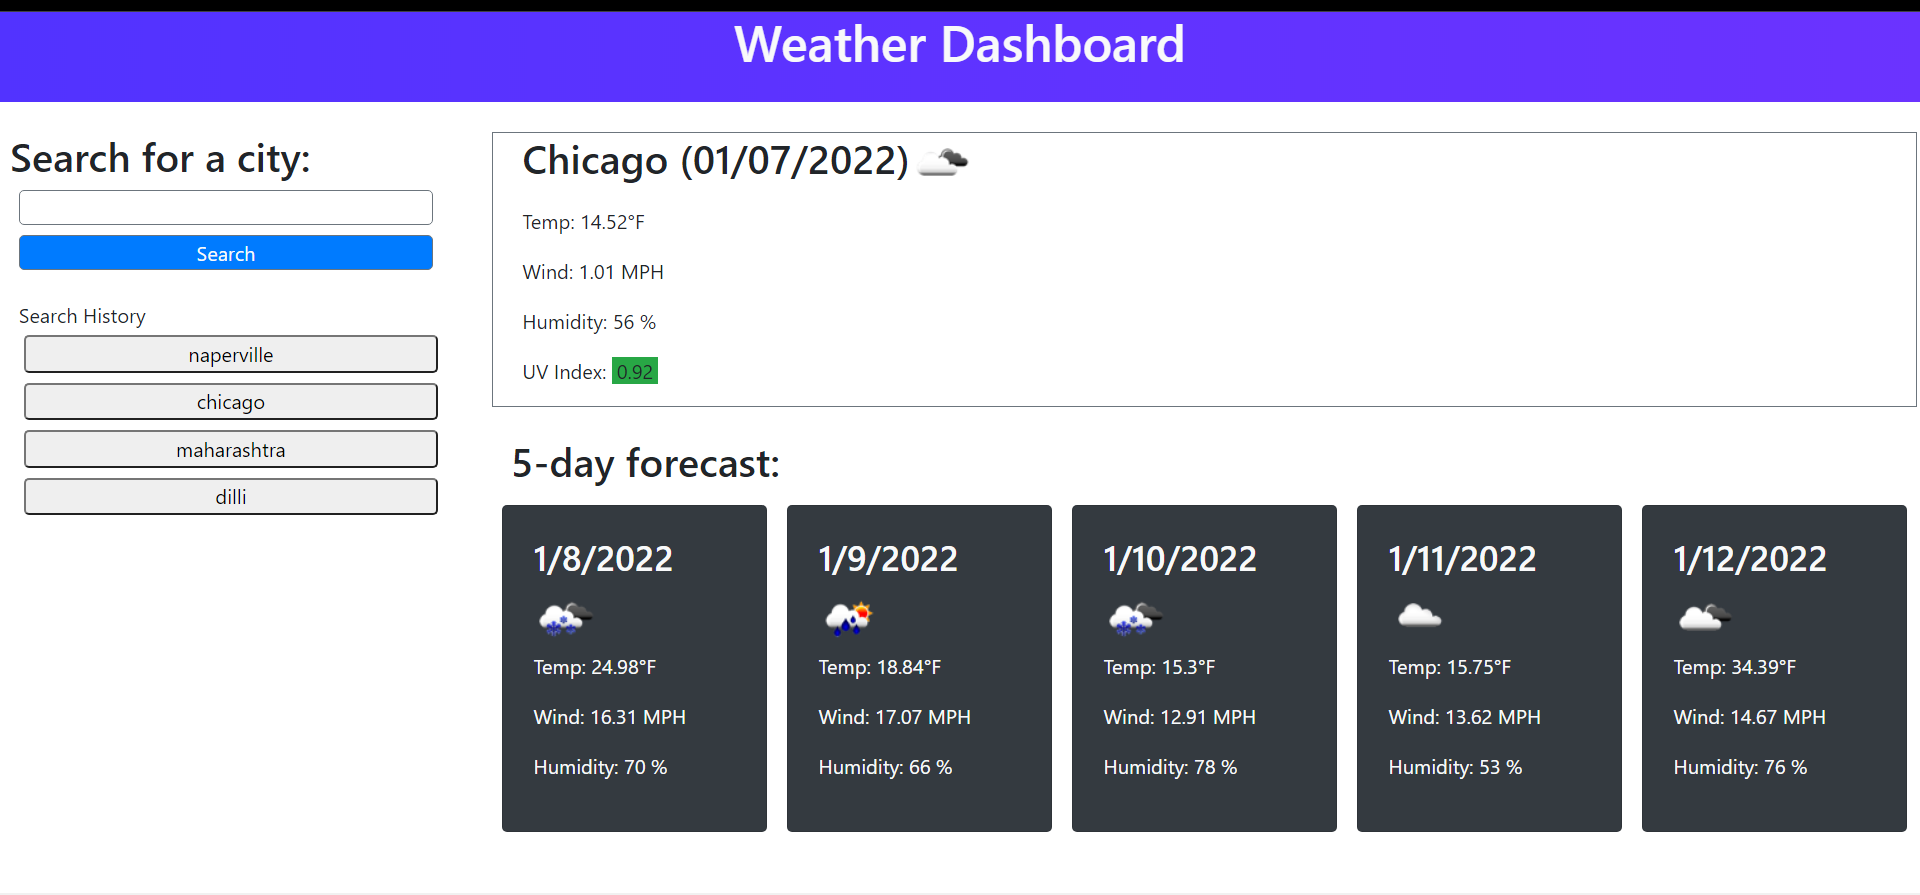 Weather Dashboard
Search for a city:
Search
Search History
naperville
chicago
maharashtra
dilli
Chicago (01/07/2022)
Temp: 14.52°F
Wind: 1.01 MPH
Humidity: 56 %
UV Index: 0.92
5-day forecast:
1/8/2022
Temp: 24.98°F
Wind: 16.31 MPH
Humidity: 70 %
1/9/2022
Temp: 18.84°F
Wind: 17.07 MPH
Humidity: 66 %
1/10/2022
Temp: 15.3°F
Wind: 12.91 MPH
Humidity: 78 %
1/11/2022
Temp: 15.75°F
Wind: 13.62 MPH
Humidity: 53 %
1/12/2022
Temp: 34.39°F
Wind: 14.67 MPH
Humidity: 76 %